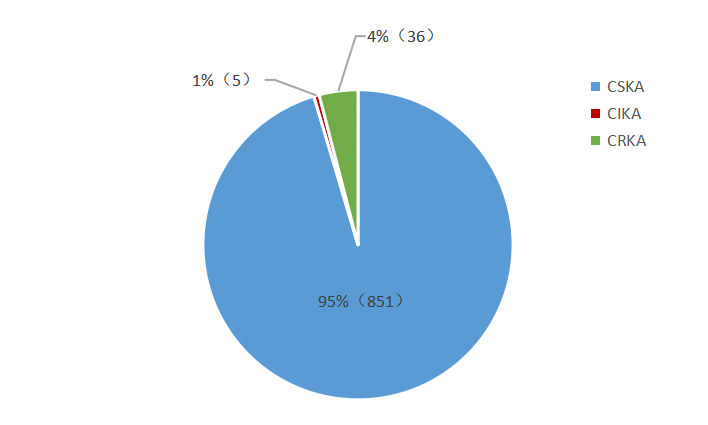 4%（36）
1%（5）
CSKA
CIKA
CRKA
95%（851）